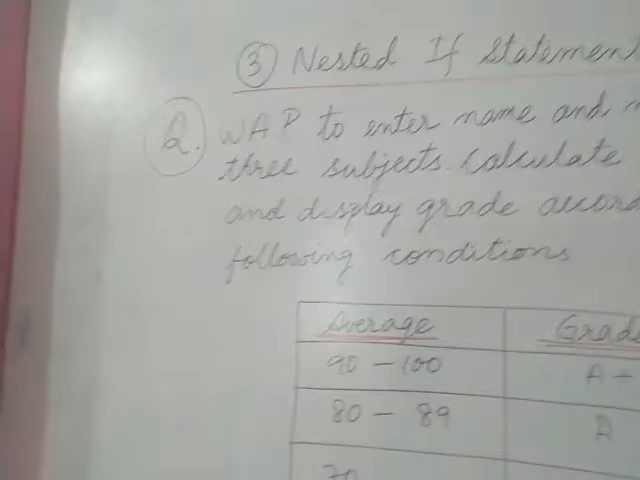 ③ Nested If Statement
Q. WAP to enter name and
three subjects. Calculate
and display grade
following conditions
Average Grade
90 - 100 A +
80 - 89 A
70